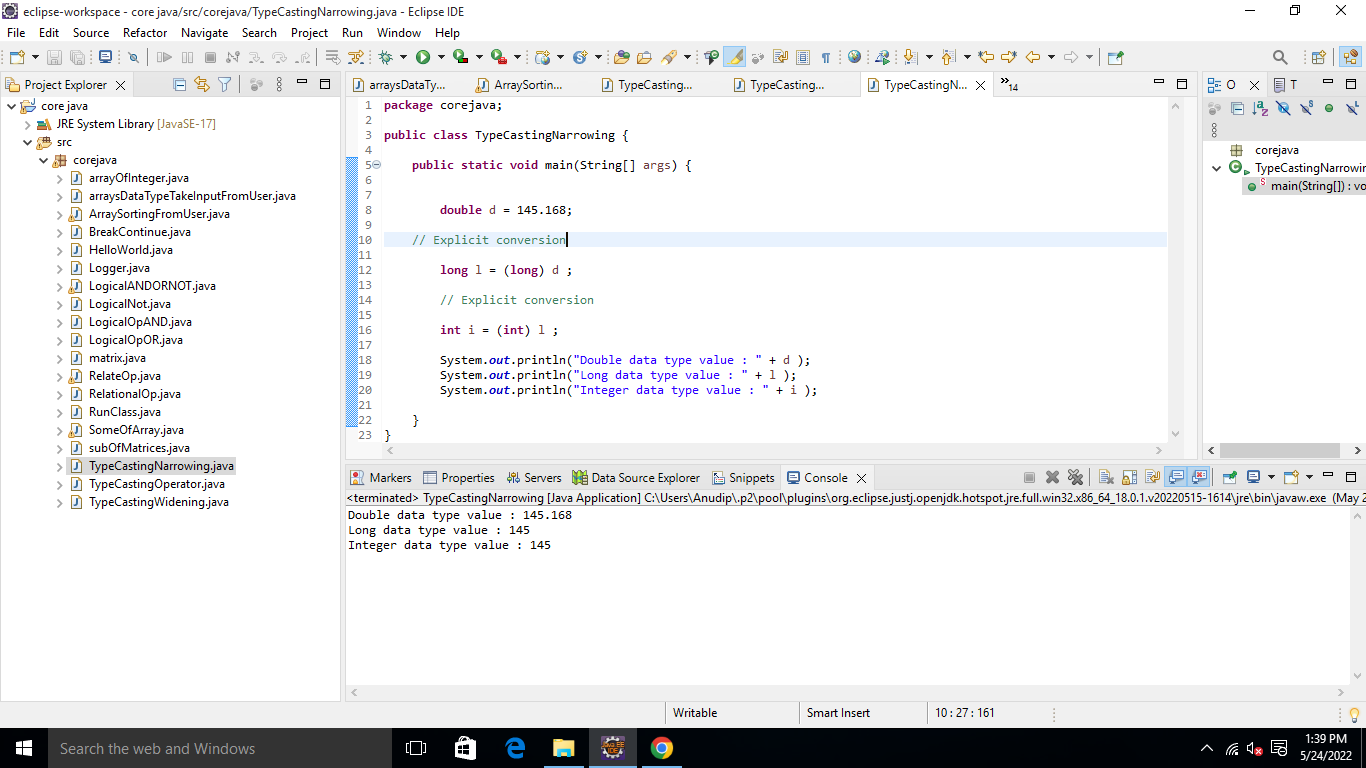 eclipse-workspace - core java/src/corejava/TypeCastingNarrowing.java - Eclipse IDE
File Edit Source Refactor Navigate Search Project Run Window Help
Project Explorer
core java
JRE System Library [JavaSE-17]
src
corejava
arrayOfInteger.java
arraysDataTypeTakeInputFromUser.java
ArraySortingFromUser.java
BreakContinue.java
HelloWorld.java
Logger.java
LogicalANDORNOT.java
LogicalNot.java
LogicalOpAND.java
LogicalOpOR.java
matrix.java
RelateOp.java
RelationalOp.java
RunClass.java
SomeOfArray.java
subOfMatrices.java
TypeCastingNarrowing.java
TypeCastingOperator.java
TypeCastingWidening.java
arraysDataTy... ArraySortin... TypeCasting... TypeCasting... TypeCastingN... »14
1 package corejava;
2
3 public class TypeCastingNarrowing {
4
5 public static void main(String[] args) {
6
7
8 double d = 145.168;
9
10 // Explicit conversion
11
12 long l = (long) d ;
13
14 // Explicit conversion
15
16 int i = (int) l ;
17
18 System.out.println("Double data type value : " + d );
19 System.out.println("Long data type value : " + l );
20 System.out.println("Integer data type value : " + i );
21
22 }
23 }
O T
corejava
TypeCastingNarrowin
main(String[]) : vo
Markers Properties Servers Data Source Explorer Snippets Console
<terminated> TypeCastingNarrowing [Java Application] C:\Users\Anudip\.p2\pool\plugins\org.eclipse.justj.openjdk.hotspot.jre.full.win32.x86_64_18.0.1.v20220515-1614\jre\bin\javaw.exe (May 2
Double data type value : 145.168
Long data type value : 145
Integer data type value : 145
Writable Smart Insert 10 : 27 : 161
Search the web and Windows
1:39 PM
5/24/2022